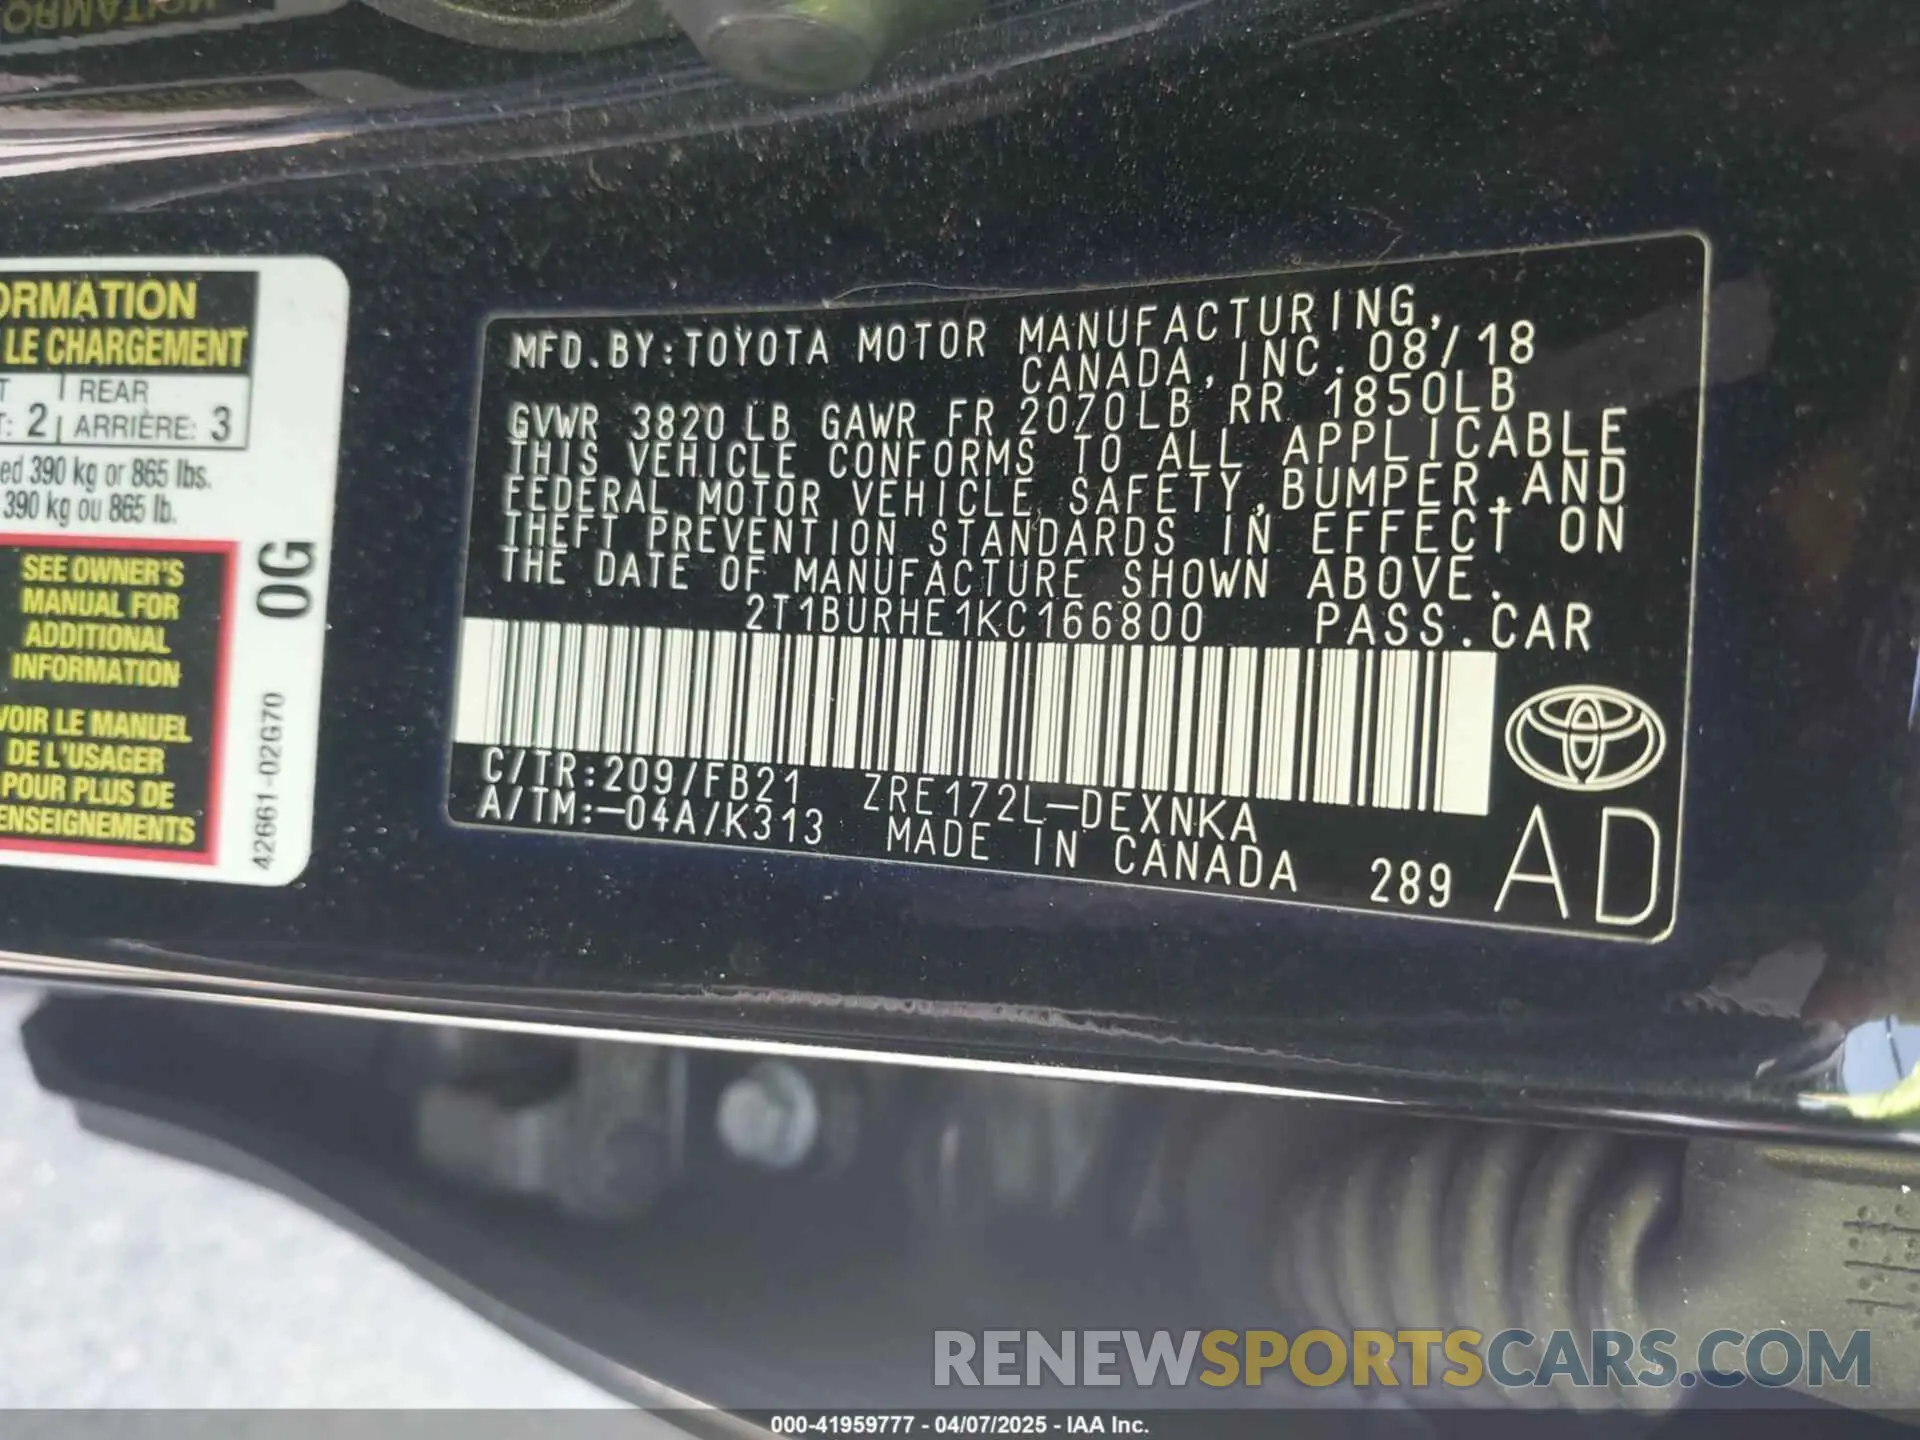 ORMATION
LE CHARGEMENT
T REAR
T: 2 ARRIÈRE: 3
ed 390 kg or 865 lbs.
390 kg ou 865 lb.
SEE OWNER'S
MANUAL FOR
ADDITIONAL
INFORMATION
VOIR LE MANUEL
DE L'USAGER
POUR PLUS DE
ENSEIGNEMENTS
0G
42661-02G70
MFD.BY:TOYOTA MOTOR MANUFACTURING,
CANADA, INC. 08/18
GVWR 3820 LB GAWR FR 2070LB RR 1850LB
THIS VEHICLE CONFORMS TO ALL APPLICABLE
FEDERAL MOTOR VEHICLE SAFETY,BUMPER,AND
THEFT PREVENTION STANDARDS IN EFFECT ON
THE DATE OF MANUFACTURE SHOWN ABOVE.
2T1BURHE1KC166800 PASS.CAR
C/TR:209/FB21 ZRE172L-DEXNKA
A/TM:-04A/K313 MADE IN CANADA 289
AD
RENEWSPORTSCARS.COM
000-41959777 - 04/07/2025 - IAA Inc.